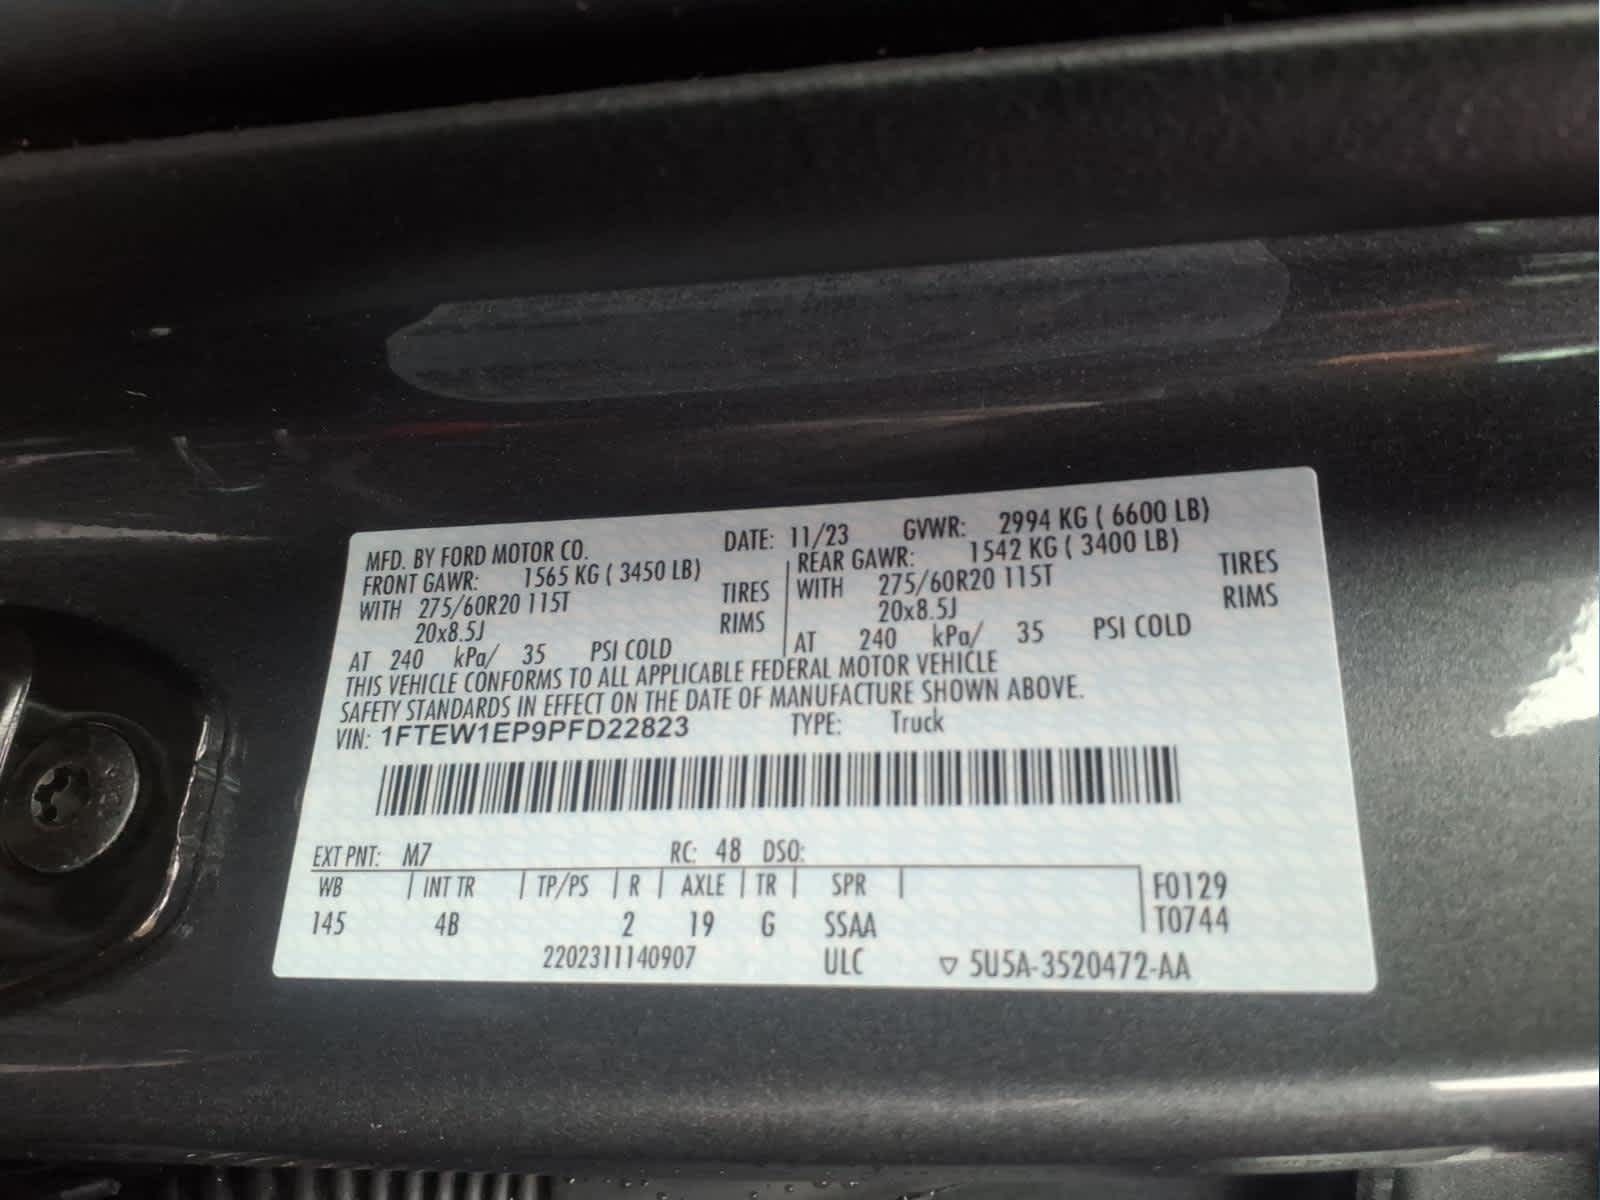 MFD. BY FORD MOTOR CO. DATE: 11/23 GVWR: 2994 KG ( 6600 LB)
FRONT GAWR: 1565 KG ( 3450 LB) REAR GAWR: 1542 KG ( 3400 LB)
WITH 275/60R20 115T TIRES WITH 275/60R20 115T TIRES
20x8.5J RIMS 20x8.5J RIMS
AT 240 kPa/ 35 PSI COLD AT 240 kPa/ 35 PSI COLD
THIS VEHICLE CONFORMS TO ALL APPLICABLE FEDERAL MOTOR VEHICLE
SAFETY STANDARDS IN EFFECT ON THE DATE OF MANUFACTURE SHOWN ABOVE.
VIN: 1FTEW1EP9PFD22823 TYPE: Truck
EXT PNT: M7 RC: 48 DSO:
WB INT TR TP/PS R AXLE TR SPR F0129
145 4B 2 19 G SSAA T0744
2202311140907 ULC ▽ 5U5A-3520472-AA